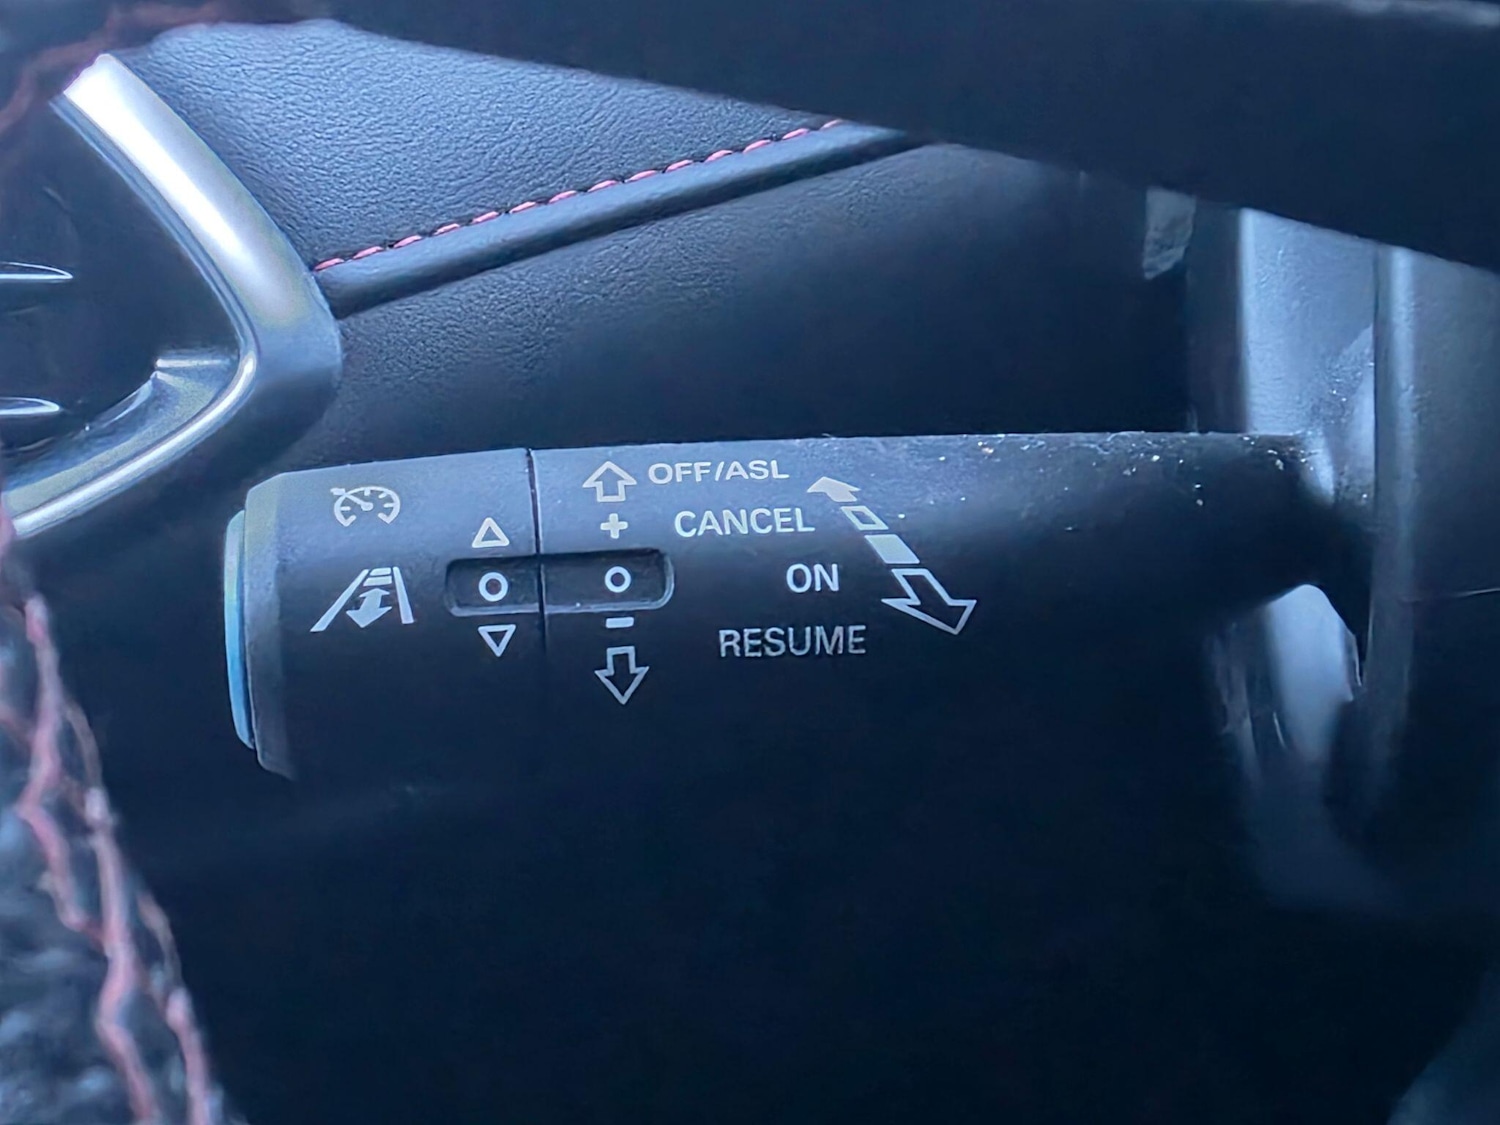 OFF/ASL
+ CANCEL
ON
-
RESUME